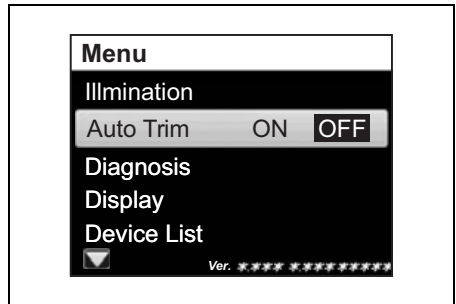 Menu
Illmination
Auto Trim ON OFF
Diagnosis
Display
Device List
Ver. *.*** *.*********